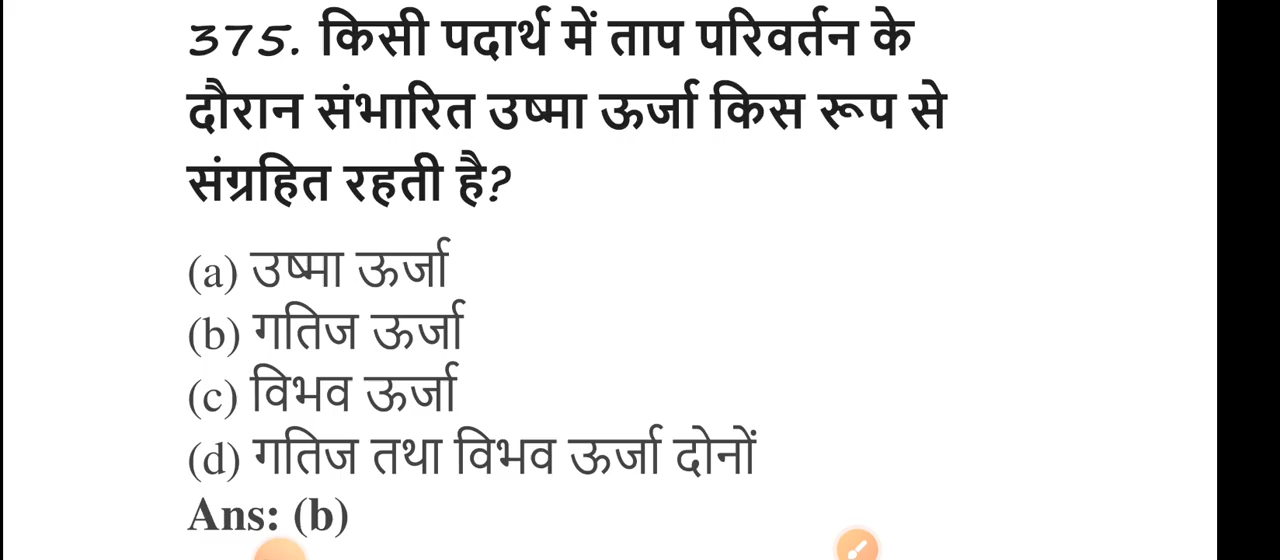 375. किसी पदार्थ में ताप परिवर्तन के
दौरान संभारित उष्मा ऊर्जा किस रूप से
संग्रहित रहती है?
(a) उष्मा ऊर्जा
(b) गतिज ऊर्जा
(c) विभव ऊर्जा
(d) गतिज तथा विभव ऊर्जा दोनों
Ans: (b)